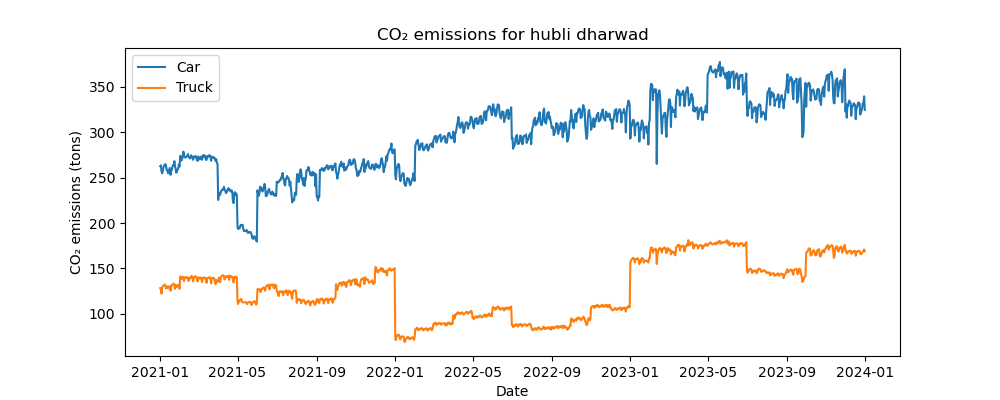 CO₂ emissions for hubli dharwad
Car
Truck
CO₂ emissions (tons)
350
300
250
200
150
100
2021-01 2021-05 2021-09 2022-01 2022-05 2022-09 2023-01 2023-05 2023-09 2024-01
Date